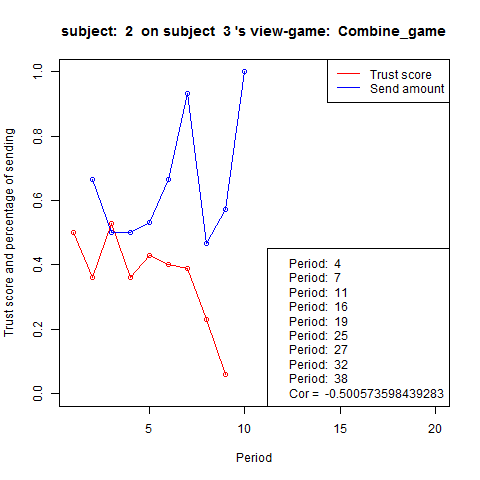 subject:  2  on subject  3 's view-game:  Combine_game
Trust score
Send amount
Trust score and percentage of sending
1.0
0.8
0.6
0.4
0.2
0.0
Period:  4
Period:  7
Period:  11
Period:  16
Period:  19
Period:  25
Period:  27
Period:  32
Period:  38
Cor =  -0.500573598439283
5
10
15
20
Period